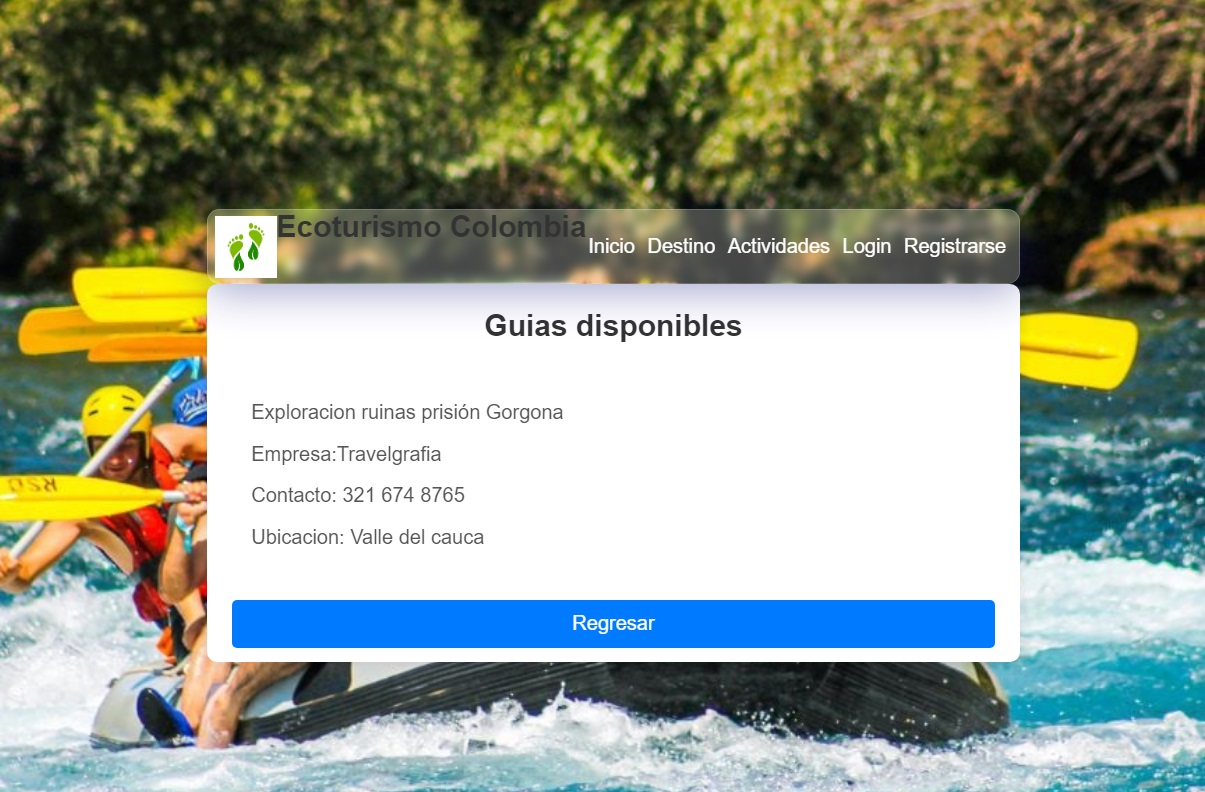 Ecoturismo Colombia
Inicio Destino Actividades Login Registrarse
Guias disponibles
Exploracion ruinas prisión Gorgona
Empresa:Travelgrafia
Contacto: 321 674 8765
Ubicacion: Valle del cauca
Regresar
RSD